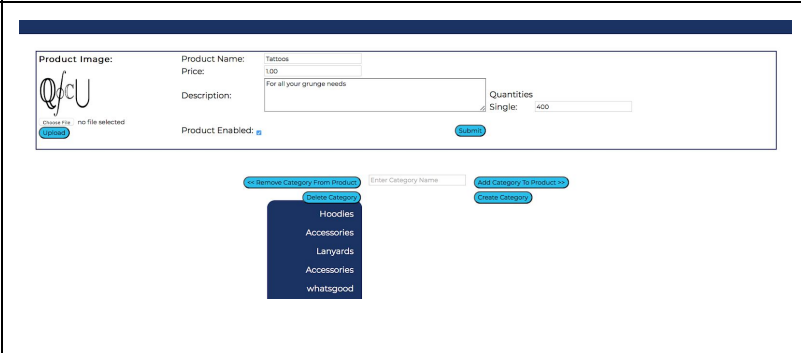 Product Image:
Product Name:
Tattoos
Price:
1.00
Description:
For all your grunge needs
Quantities
Single:
400
Choose File no file selected
Upload
Product Enabled:
Submit
<< Remove Category From Product
Enter Category Name
Add Category To Product >>
Delete Category
Create Category
Hoodies
Accessories
Lanyards
Accessories
whatsgood